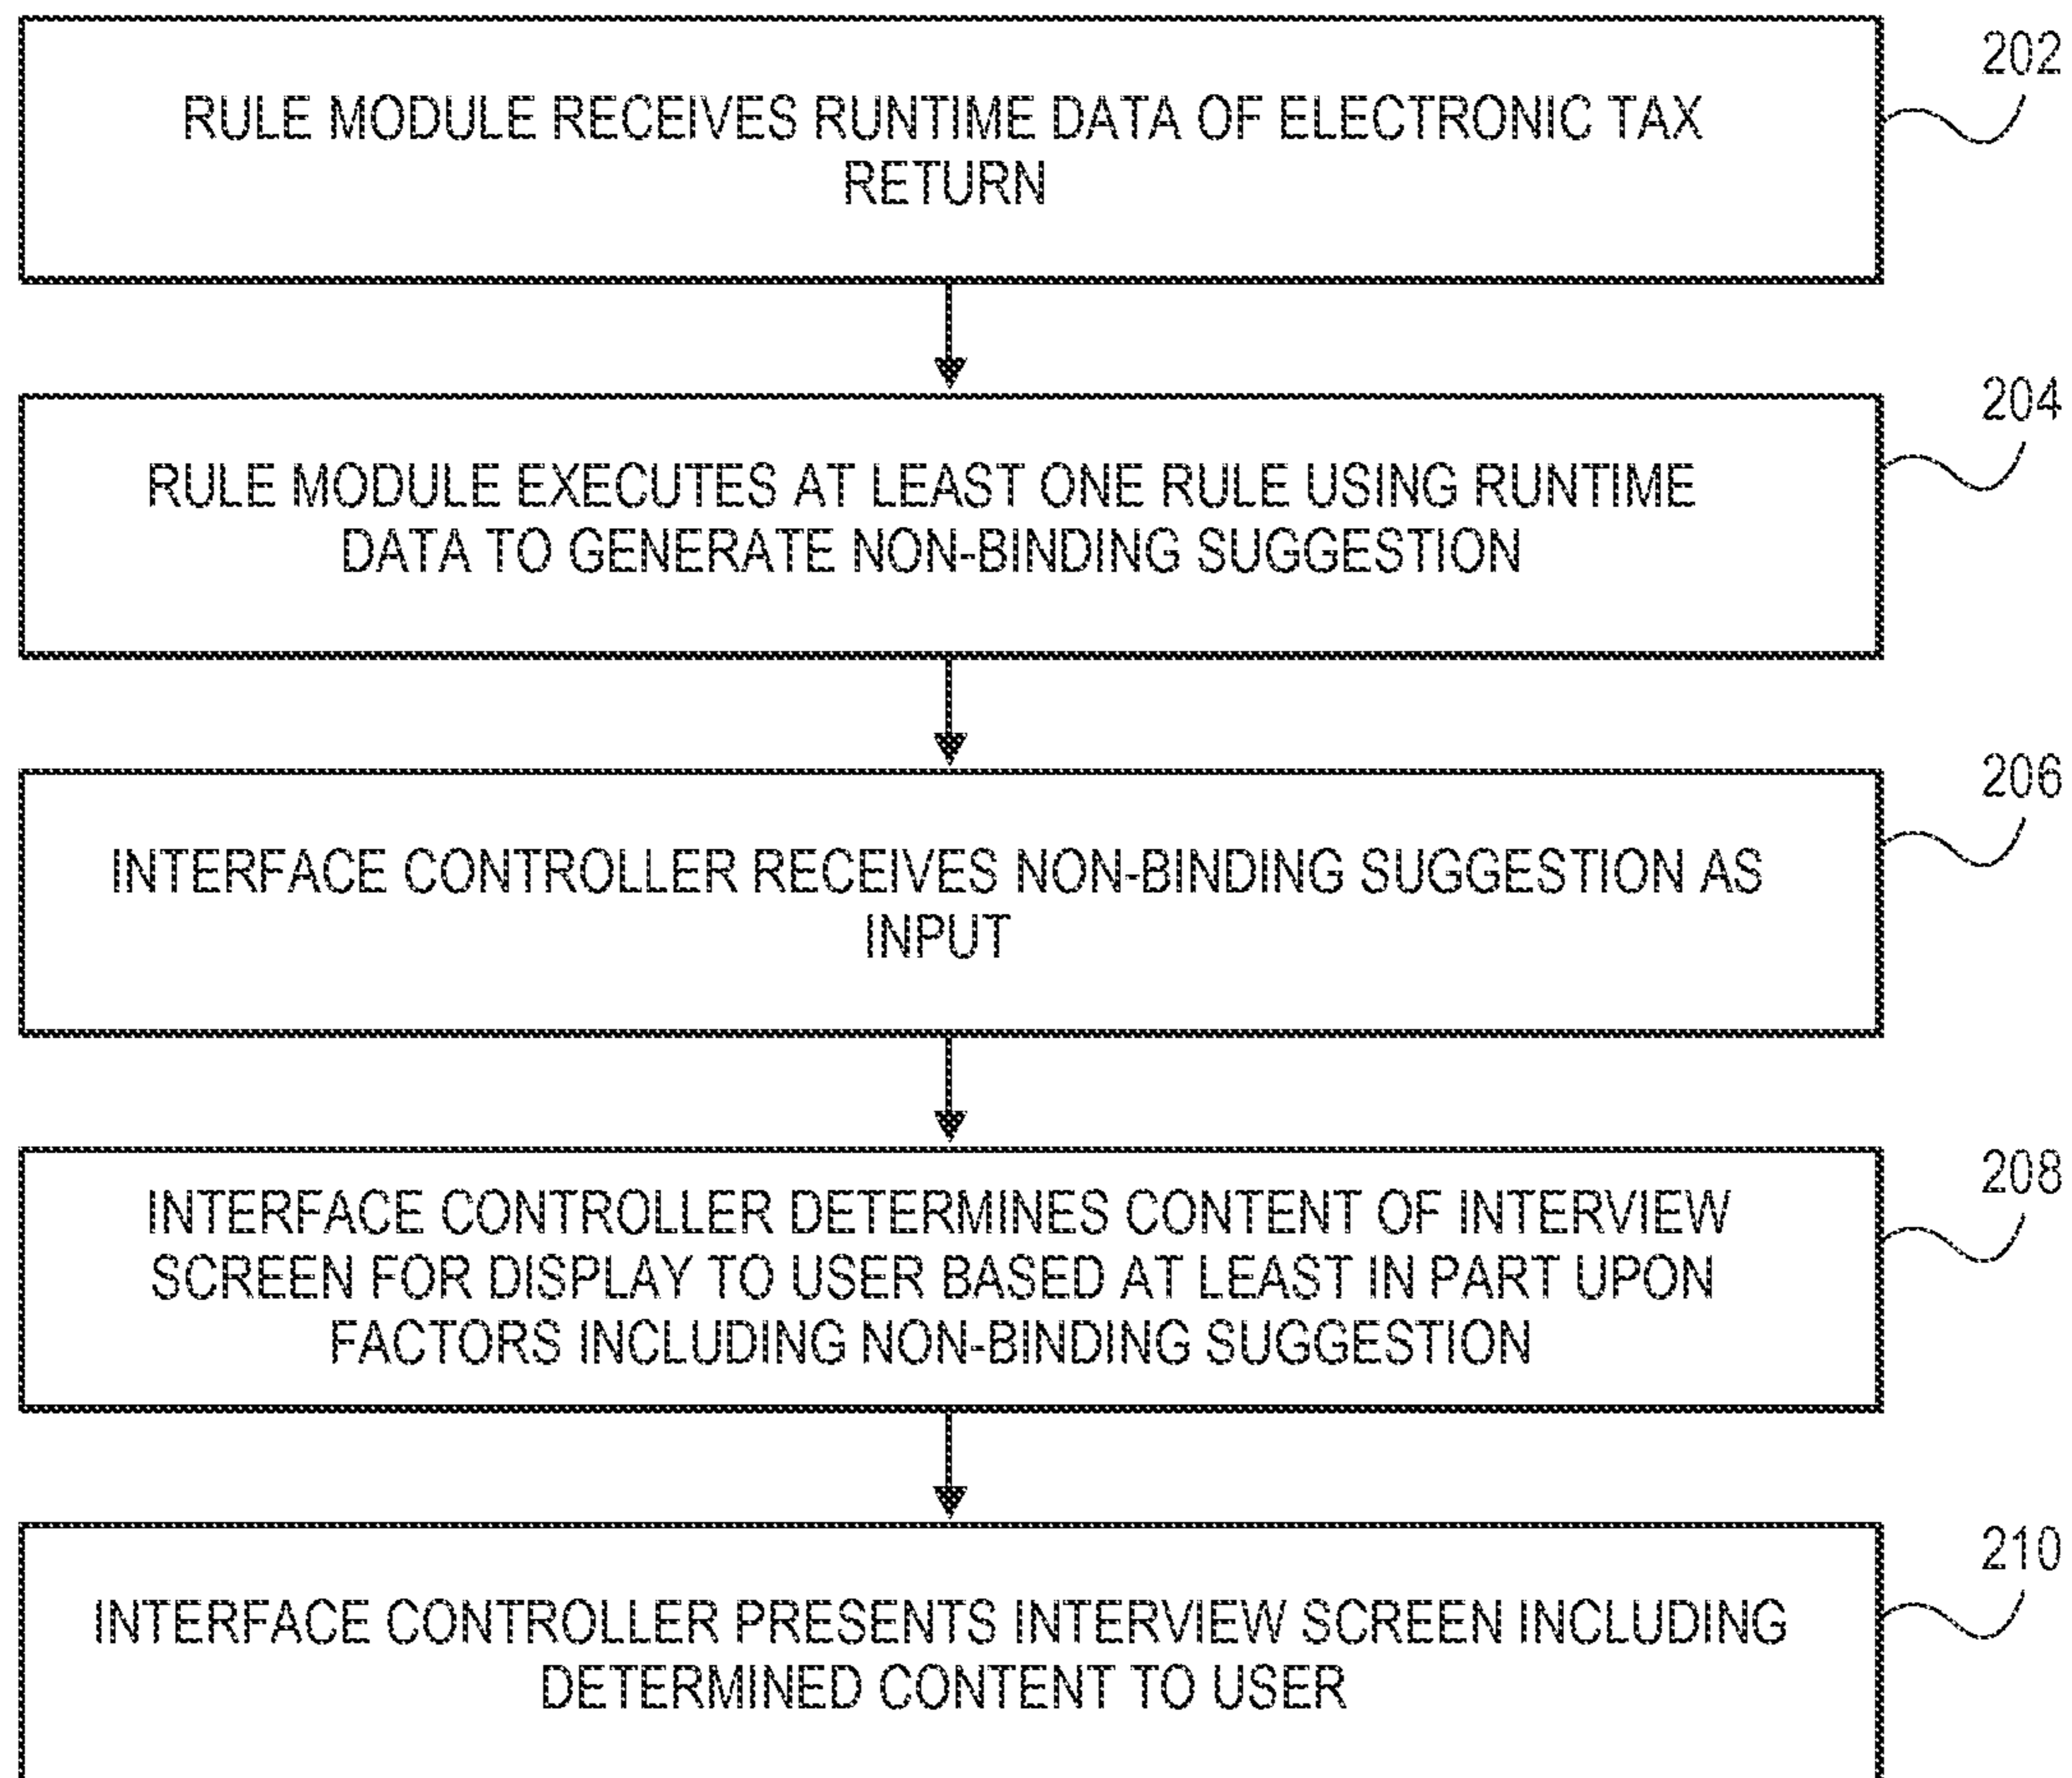 202
RULE MODULE RECEIVES RUNTIME DATA OF ELECTRONIC TAX
RETURN
204
RULE MODULE EXECUTES AT LEAST ONE RULE USING RUNTIME
DATA TO GENERATE NON-BINDING SUGGESTION
206
INTERFACE CONTROLLER RECEIVES NON-BINDING SUGGESTION AS
INPUT
208
INTERFACE CONTROLLER DETERMINES CONTENT OF INTERVIEW
SCREEN FOR DISPLAY TO USER BASED AT LEAST IN PART UPON
FACTORS INCLUDING NON-BINDING SUGGESTION
210
INTERFACE CONTROLLER PRESENTS INTERVIEW SCREEN INCLUDING
DETERMINED CONTENT TO USER